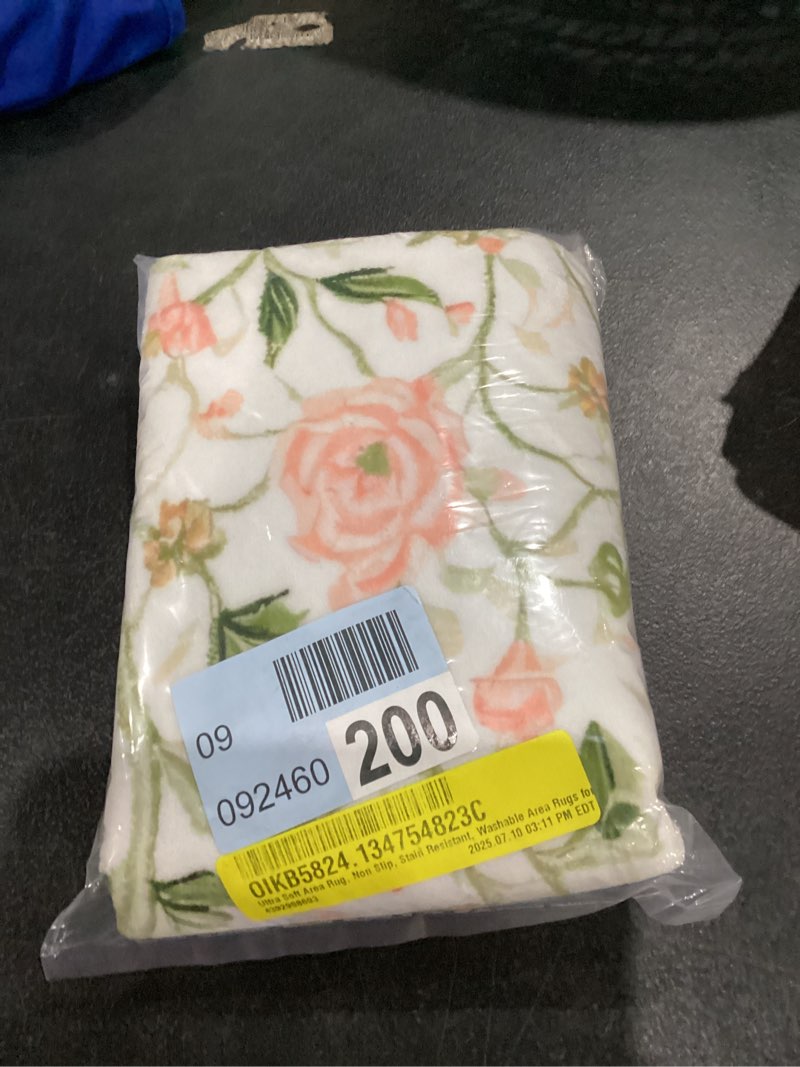 09
092460
200
OIKB5824.134754823C
Ultra Soft Area Rug, Non Slip, Stain Resistant, Washable Area Rugs for
2025.07.10 03:11 PM EDT